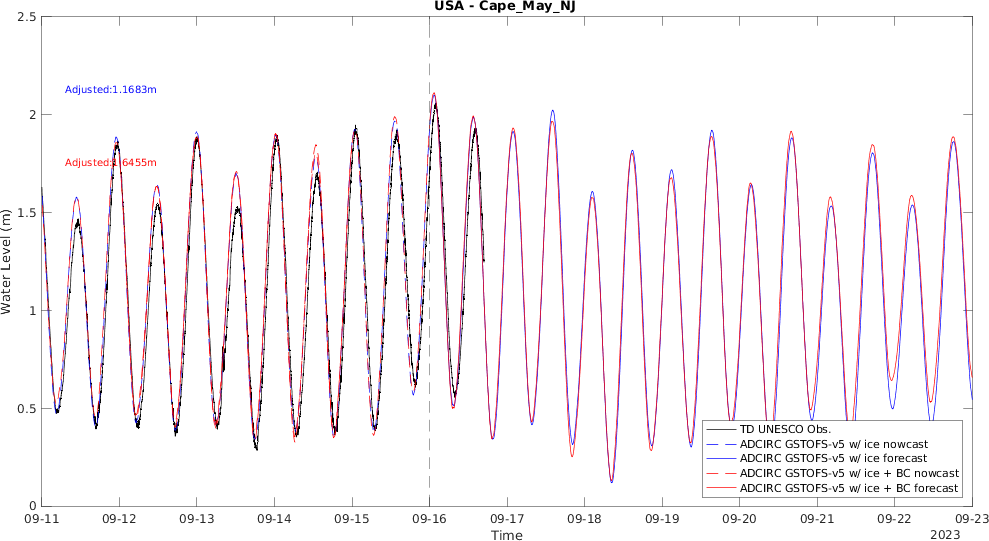 USA - Cape_May_NJ
2.5
2
1.5
1
0.5
0
Water Level (m)
Adjusted:1.1683m
Adjusted:1.6455m
TD UNESCO Obs.
ADCIRC GSTOFS-v5 w/ ice nowcast
ADCIRC GSTOFS-v5 w/ ice forecast
ADCIRC GSTOFS-v5 w/ ice + BC nowcast
ADCIRC GSTOFS-v5 w/ ice + BC forecast
09-11 09-12 09-13 09-14 09-15 09-16 09-17 09-18 09-19 09-20 09-21 09-22 09-23
Time
2023